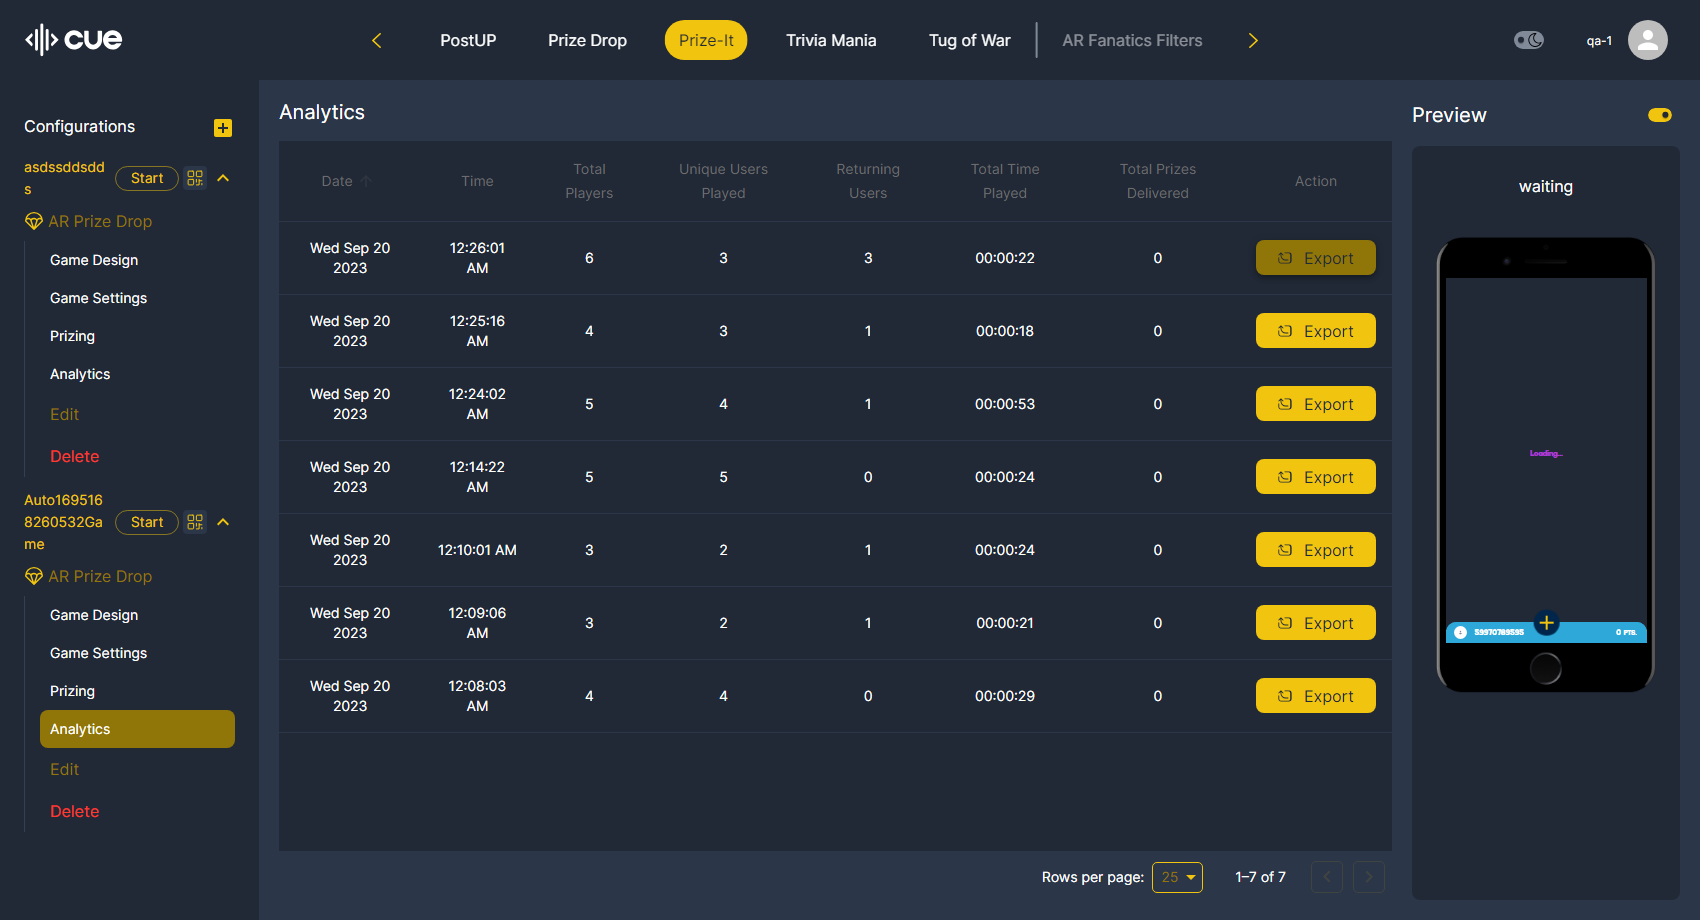 cue
PostUP
Prize Drop
Prize-It
Trivia Mania
Tug of War
AR Fanatics Filters
qa-1
Configurations
asdssddsdd
s
Start
AR Prize Drop
Game Design
Game Settings
Prizing
Analytics
Edit
Delete
Auto169516
8260532Ga
me
Start
AR Prize Drop
Game Design
Game Settings
Prizing
Analytics
Edit
Delete
Analytics
Date
Time
Total
Players
Unique Users
Played
Returning
Users
Total Time
Played
Total Prizes
Delivered
Action
Wed Sep 20
2023
12:26:01
AM
6
3
3
00:00:22
0
Export
Wed Sep 20
2023
12:25:16
AM
4
3
1
00:00:18
0
Export
Wed Sep 20
2023
12:24:02
AM
5
4
1
00:00:53
0
Export
Wed Sep 20
2023
12:14:22
AM
5
5
0
00:00:24
0
Export
Wed Sep 20
2023
12:10:01 AM
3
2
1
00:00:24
0
Export
Wed Sep 20
2023
12:09:06
AM
3
2
1
00:00:21
0
Export
Wed Sep 20
2023
12:08:03
AM
4
4
0
00:00:29
0
Export
Rows per page:
25
1–7 of 7
Preview
waiting
Loading...
59970789595
0 PTS.